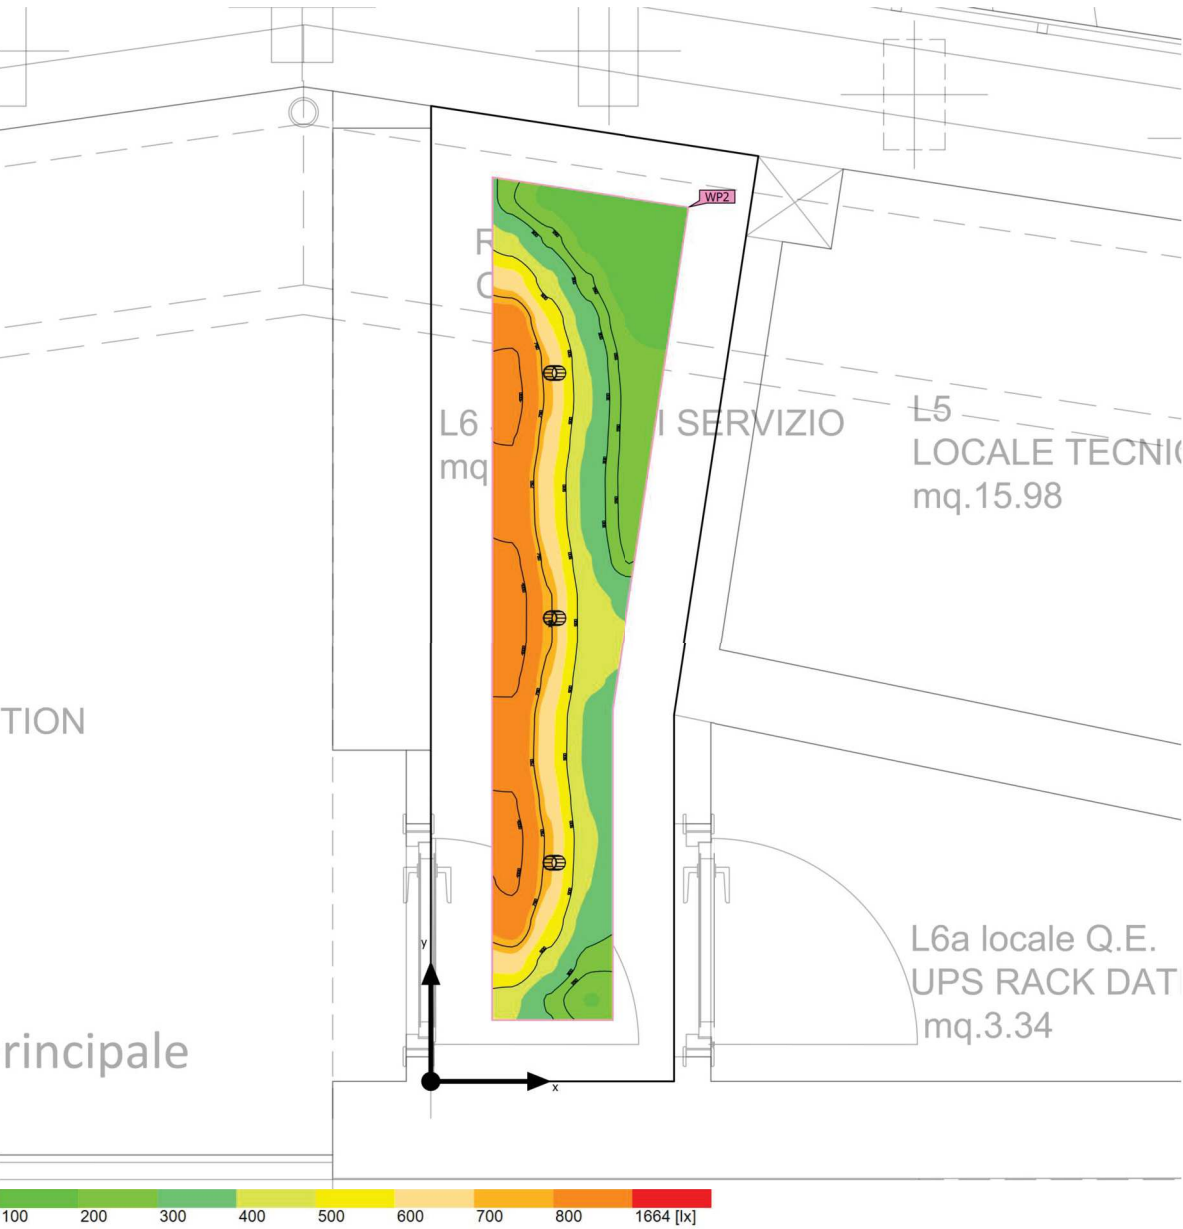 WP2
R
C
L6 I SERVIZIO
mq
L5
LOCALE TECNI
mq.15.98
TION
L6a locale Q.E.
UPS RACK DAT
mq.3.34
rincipale
y
x
100 200 300 400 500 600 700 800 1664 [lx]